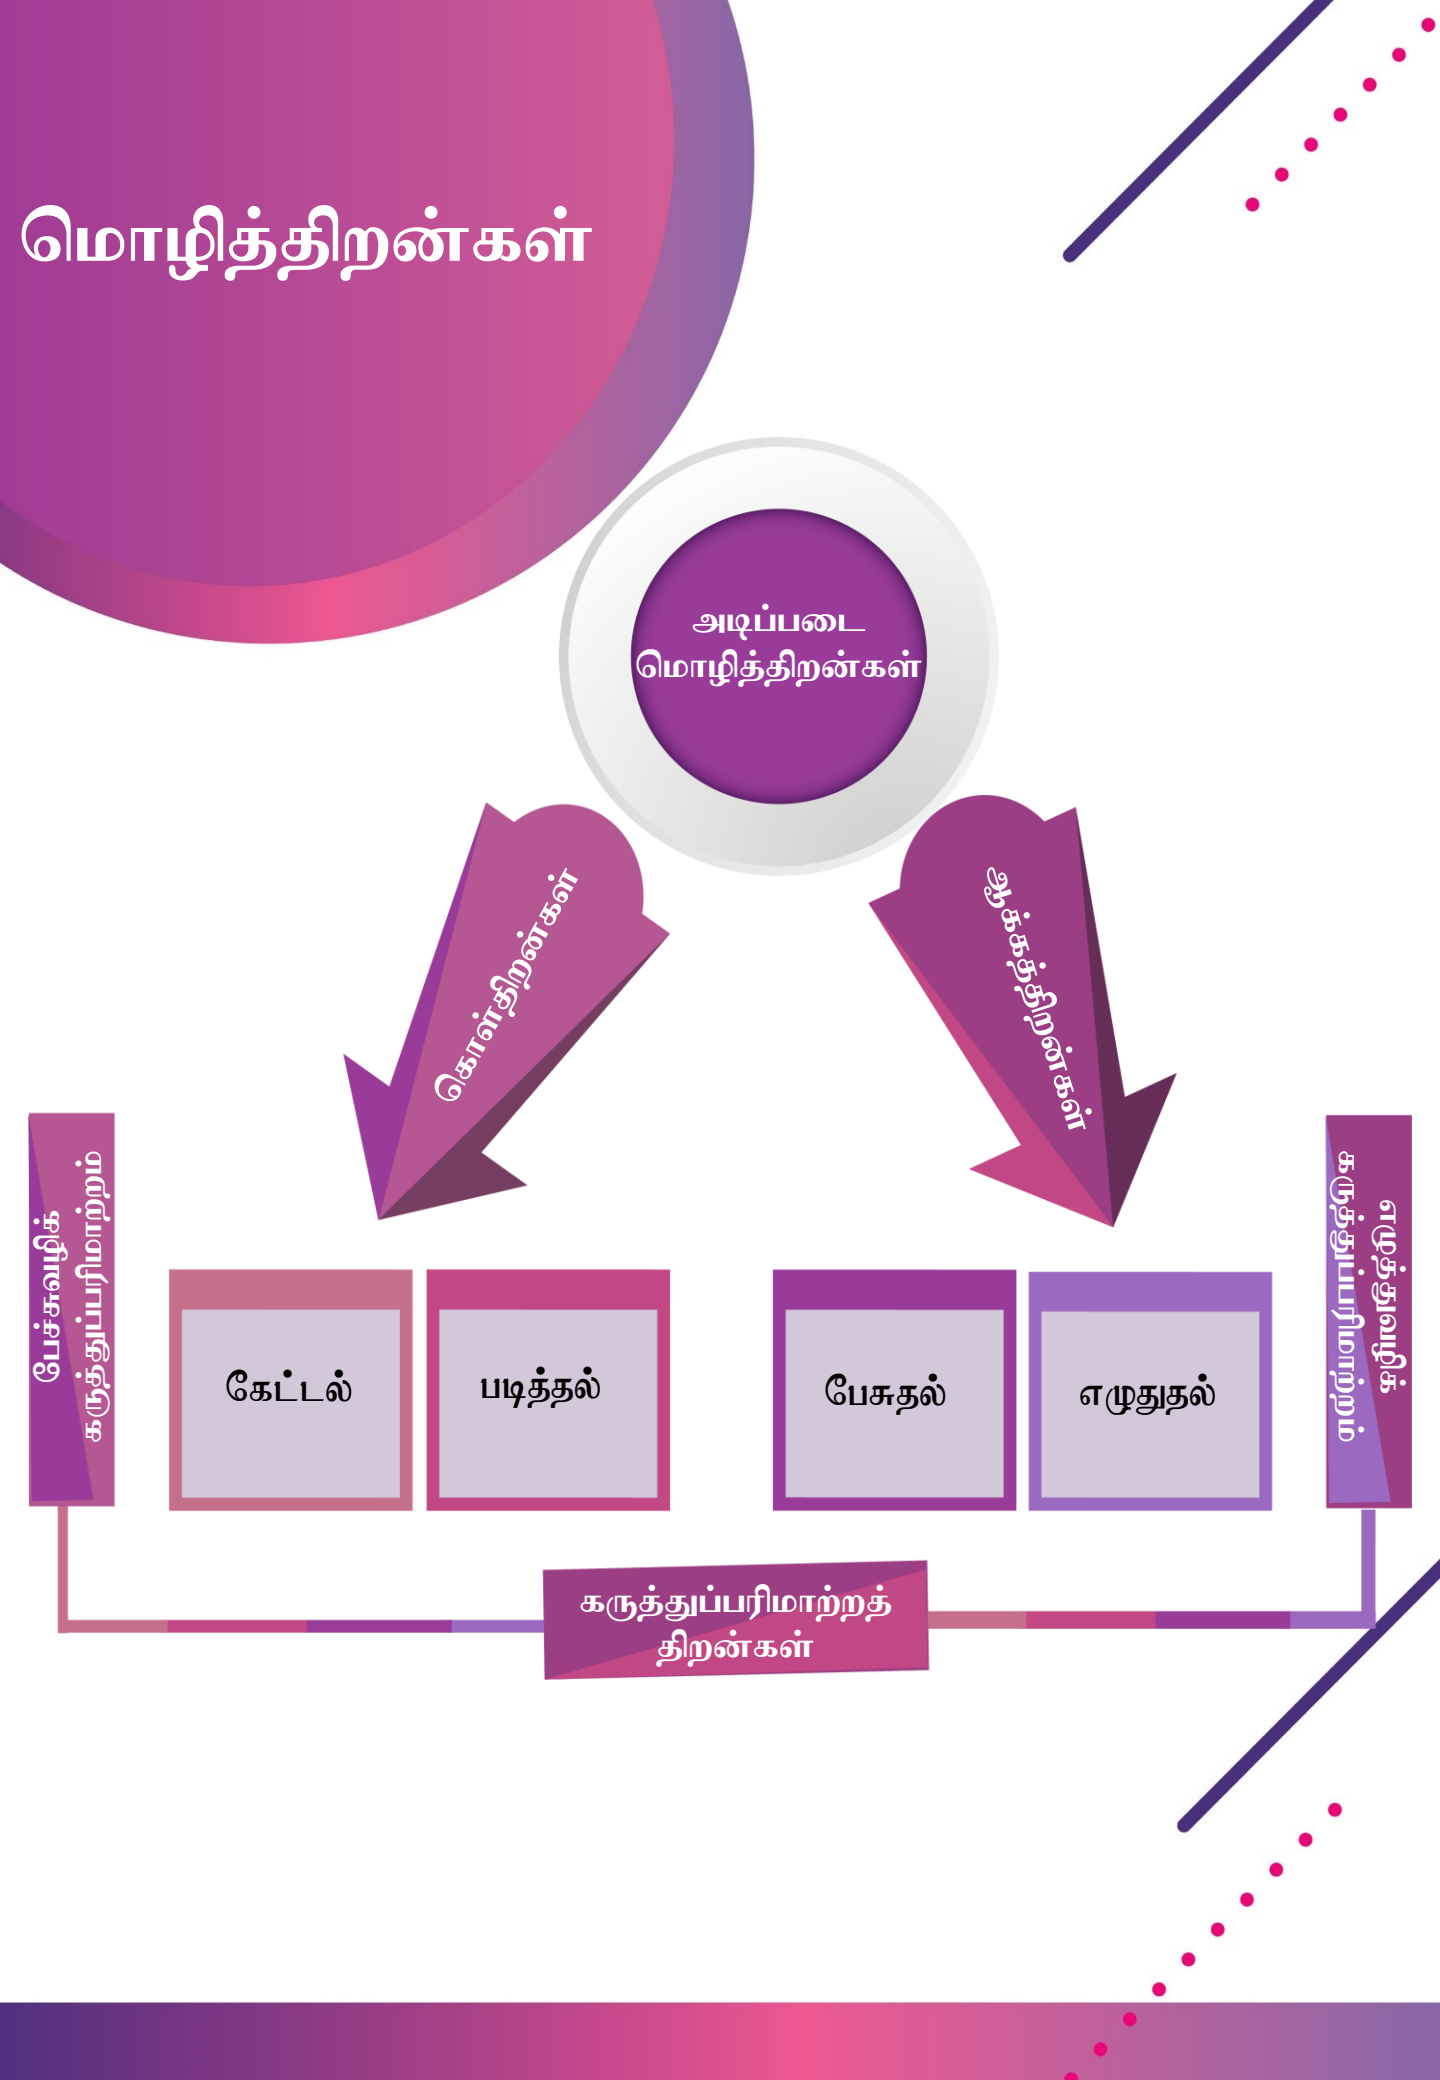 மொழித்திறன்கள்
அடிப்படை
மொழித்திறன்கள்
கொள்திறன்கள்
ஆக்கத்திறன்கள்
பேச்சுவழிக்
கருத்துப்பரிமாற்றம்
எழுத்துவழிக்
கருத்துப்பரிமாற்றம்
கேட்டல்
படித்தல்
பேசுதல்
எழுதுதல்
கருத்துப்பரிமாற்றத்
திறன்கள்